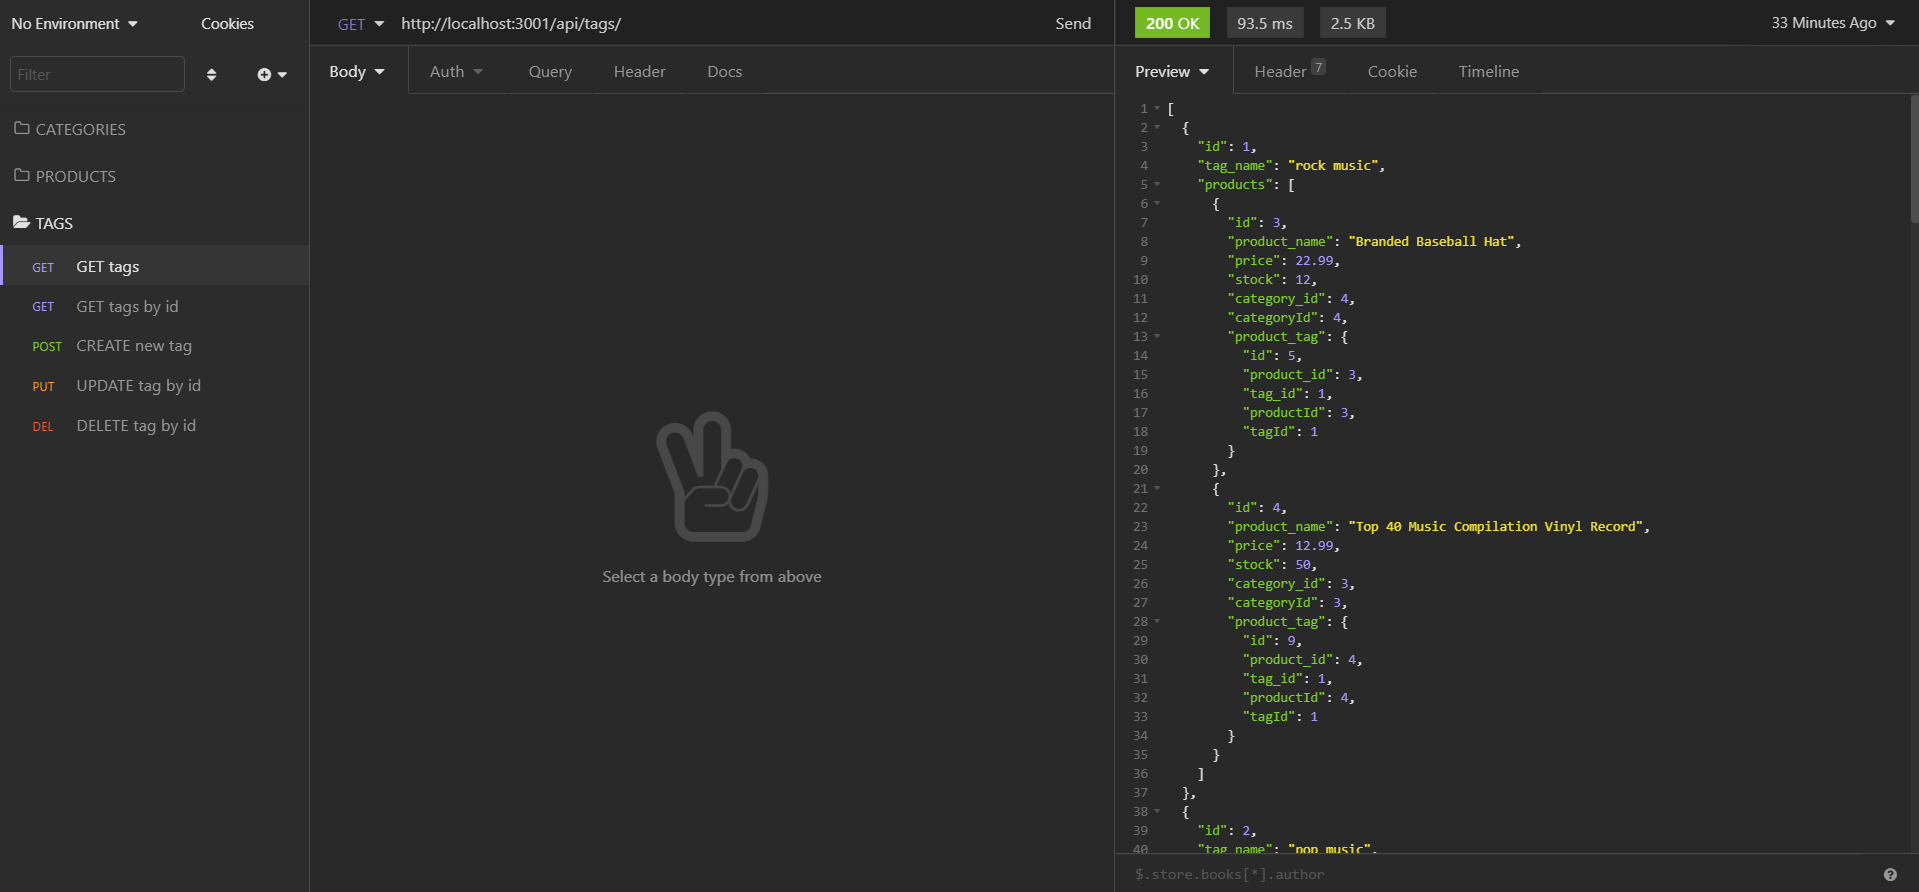 No Environment
Cookies
Filter
CATEGORIES
PRODUCTS
TAGS
GET GET tags
GET GET tags by id
POST CREATE new tag
PUT UPDATE tag by id
DEL DELETE tag by id
GET http://localhost:3001/api/tags/ Send
Body Auth Query Header Docs
Select a body type from above
200 OK 93.5 ms 2.5 KB 33 Minutes Ago
Preview Header 7 Cookie Timeline
1 [
2 {
3 "id": 1,
4 "tag_name": "rock music",
5 "products": [
6 {
7 "id": 3,
8 "product_name": "Branded Baseball Hat",
9 "price": 22.99,
10 "stock": 12,
11 "category_id": 4,
12 "categoryId": 4,
13 "product_tag": {
14 "id": 5,
15 "product_id": 3,
16 "tag_id": 1,
17 "productId": 3,
18 "tagId": 1
19 }
20 },
21 {
22 "id": 4,
23 "product_name": "Top 40 Music Compilation Vinyl Record",
24 "price": 12.99,
25 "stock": 50,
26 "category_id": 3,
27 "categoryId": 3,
28 "product_tag": {
29 "id": 9,
30 "product_id": 4,
31 "tag_id": 1,
32 "productId": 4,
33 "tagId": 1
34 }
35 }
36 ]
37 },
38 {
39 "id": 2,
40 "tag_name": "pop music",
$.store.books[*].author